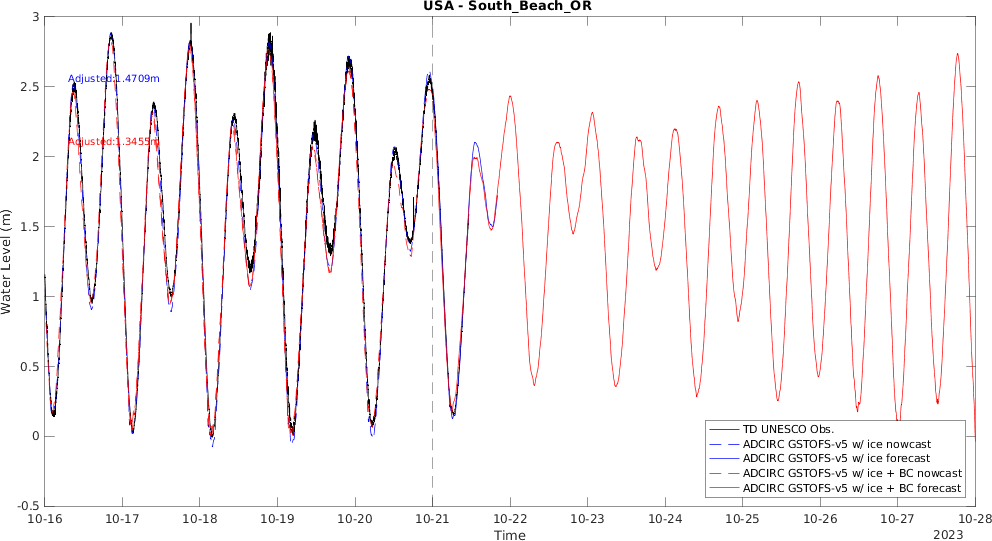 USA - South_Beach_OR
3
2.5
2
1.5
1
0.5
0
-0.5
Water Level (m)
Adjusted:1.4709m
Adjusted:1.3455m
TD UNESCO Obs.
ADCIRC GSTOFS-v5 w/ ice nowcast
ADCIRC GSTOFS-v5 w/ ice forecast
ADCIRC GSTOFS-v5 w/ ice + BC nowcast
ADCIRC GSTOFS-v5 w/ ice + BC forecast
10-16 10-17 10-18 10-19 10-20 10-21 10-22 10-23 10-24 10-25 10-26 10-27 10-28
Time
2023